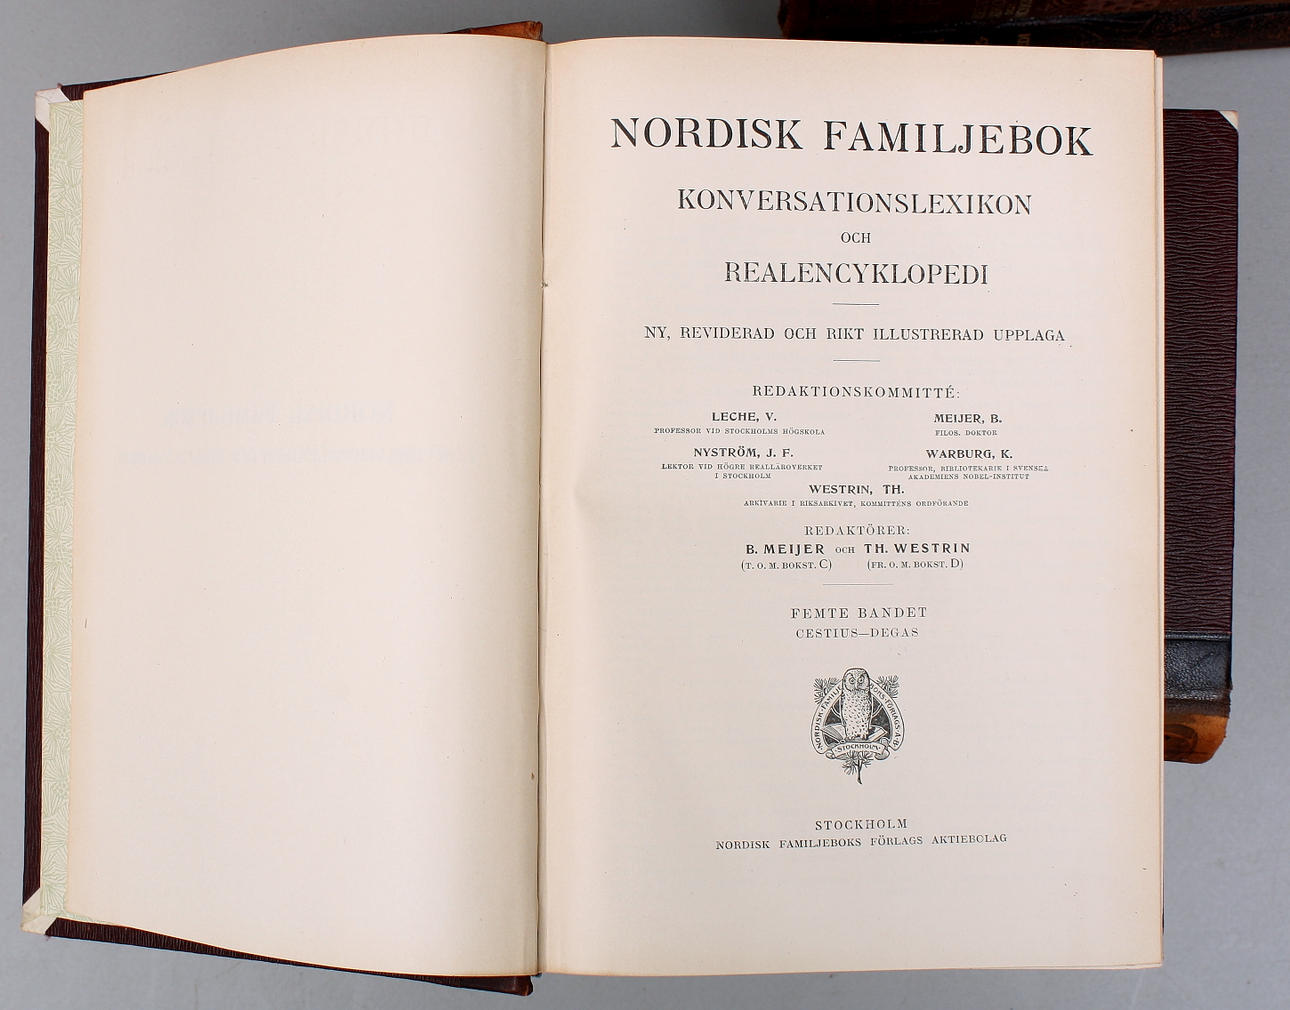 NORDISK FAMILJEBOK
KONVERSATIONSLEXIKON
OCH
REALENCYKLOPEDI
NY, REVIDERAD OCH RIKT ILLUSTRERAD UPPLAGA
REDAKTIONSKOMMITTÉ:
LECHE, V.
PROFESSOR VID STOCKHOLMS HÖGSKOLA
MEIJER, B.
FILOS. DOKTOR
NYSTRÖM, J. F.
LEKTOR VID HÖGRE REALLÄROVERKET
I STOCKHOLM
WARBURG, K.
PROFESSOR, BIBLIOTEKARIE I SVENSKA
AKADEMIENS NOBEL-INSTITUT
WESTRIN, TH.
ARKIVARIE I RIKSARKIVET, KOMMITTÉNS ORDFÖRANDE
REDAKTÖRER:
B. MEIJER OCH TH. WESTRIN
(T. O. M. BOKST. C) (FR. O. M. BOKST. D)
FEMTE BANDET
CESTIUS—DEGAS
NORDISK·FAMILJEBOKS·FÖRLAGS·A·B·
·STOCKHOLM·
STOCKHOLM
NORDISK FAMILJEBOKS FÖRLAGS AKTIEBOLAG